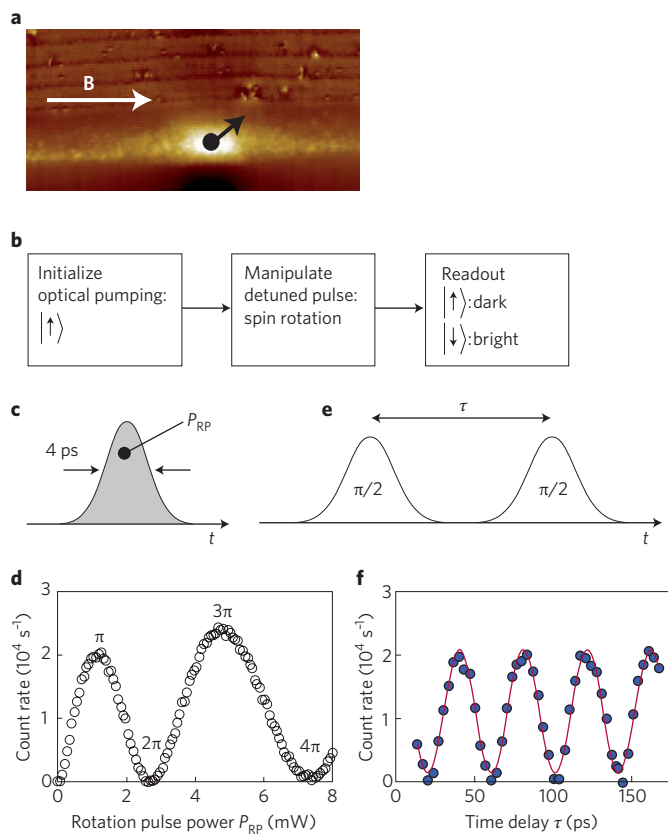 a
B
b
Initialize
optical pumping:
|↑⟩
Manipulate
detuned pulse:
spin rotation
Readout
|↑⟩:dark
|↓⟩:bright
c
P_RP
4 ps
t
e
τ
π/2
π/2
t
d
3
2
1
0
0
2
4
6
8
π
2π
3π
4π
Count rate (10⁴ s⁻¹)
Rotation pulse power P_RP (mW)
f
3
2
1
0
0
50
100
150
Count rate (10⁴ s⁻¹)
Time delay τ (ps)